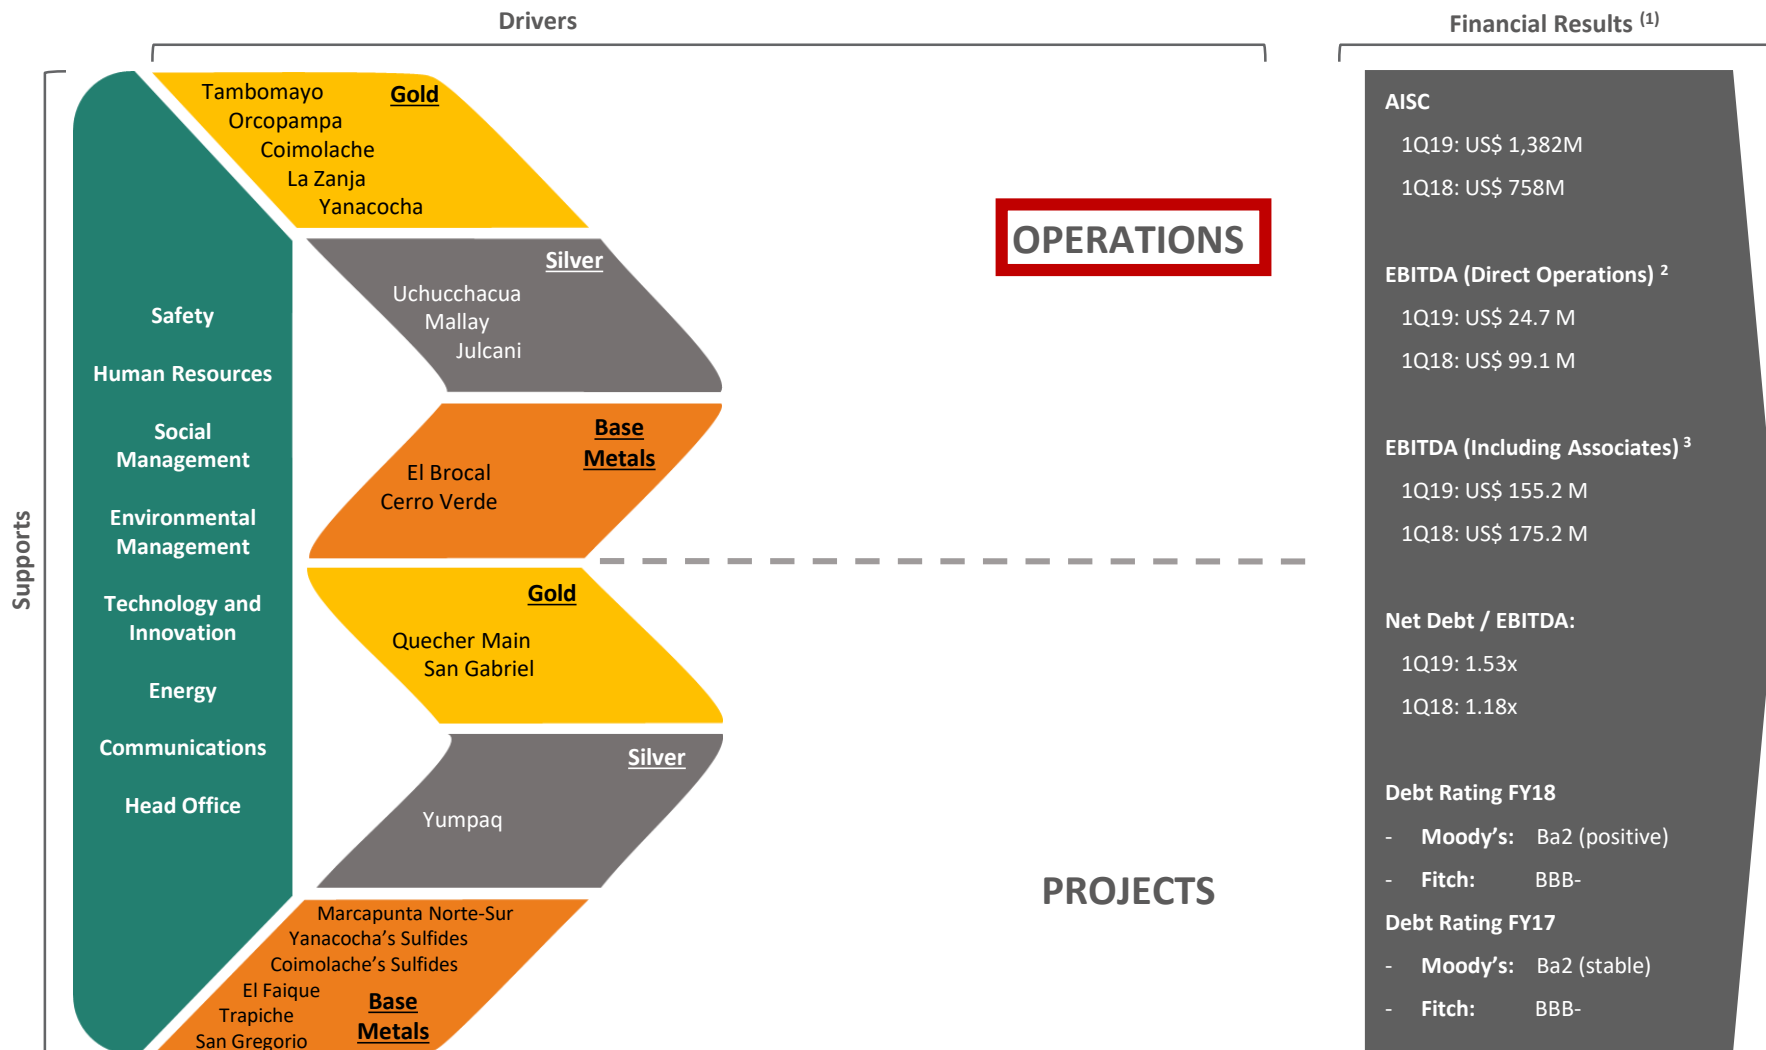 Drivers
Financial Results (1)
Supports
Safety
Human Resources
Social
Management
Environmental
Management
Technology and
Innovation
Energy
Communications
Head Office
Gold
Tambomayo
Orcopampa
Coimolache
La Zanja
Yanacocha
Silver
Uchucchacua
Mallay
Julcani
Base
Metals
El Brocal
Cerro Verde
OPERATIONS
Gold
Quecher Main
San Gabriel
Silver
Yumpaq
Marcapunta Norte-Sur
Yanacocha’s Sulfides
Coimolache’s Sulfides
El Faique
Trapiche
San Gregorio
Base
Metals
PROJECTS
AISC
1Q19: US$ 1,382M
1Q18: US$ 758M
EBITDA (Direct Operations) 2
1Q19: US$ 24.7 M
1Q18: US$ 99.1 M
EBITDA (Including Associates) 3
1Q19: US$ 155.2 M
1Q18: US$ 175.2 M
Net Debt / EBITDA:
1Q19: 1.53x
1Q18: 1.18x
Debt Rating FY18
- Moody’s: Ba2 (positive)
- Fitch: BBB-
Debt Rating FY17
- Moody’s: Ba2 (stable)
- Fitch: BBB-